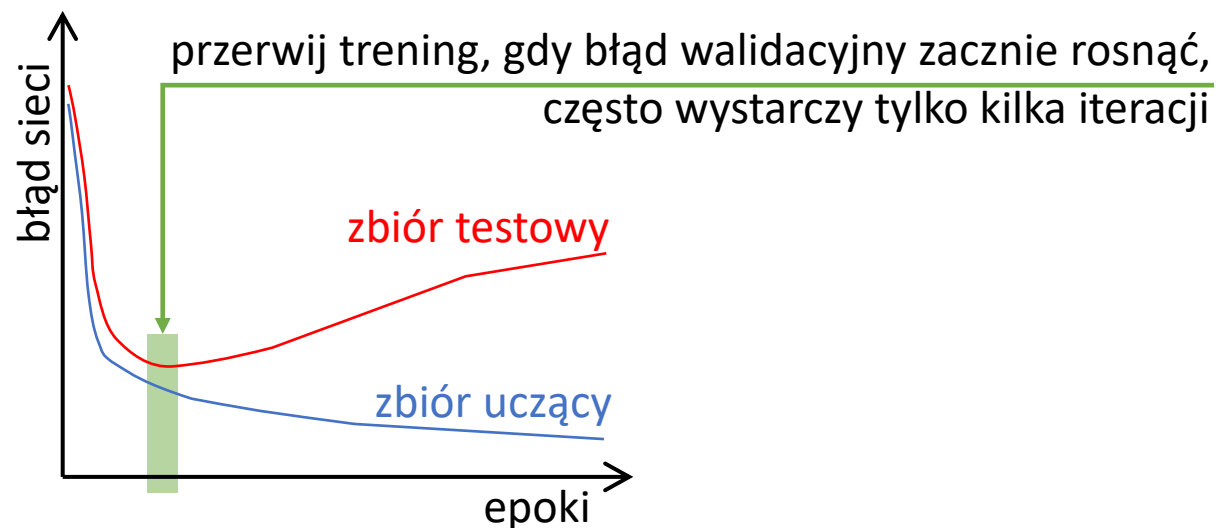 przerwij trening, gdy błąd walidacyjny zacznie rosnąć,
często wystarczy tylko kilka iteracji
błąd sieci
zbiór testowy
zbiór uczący
epoki